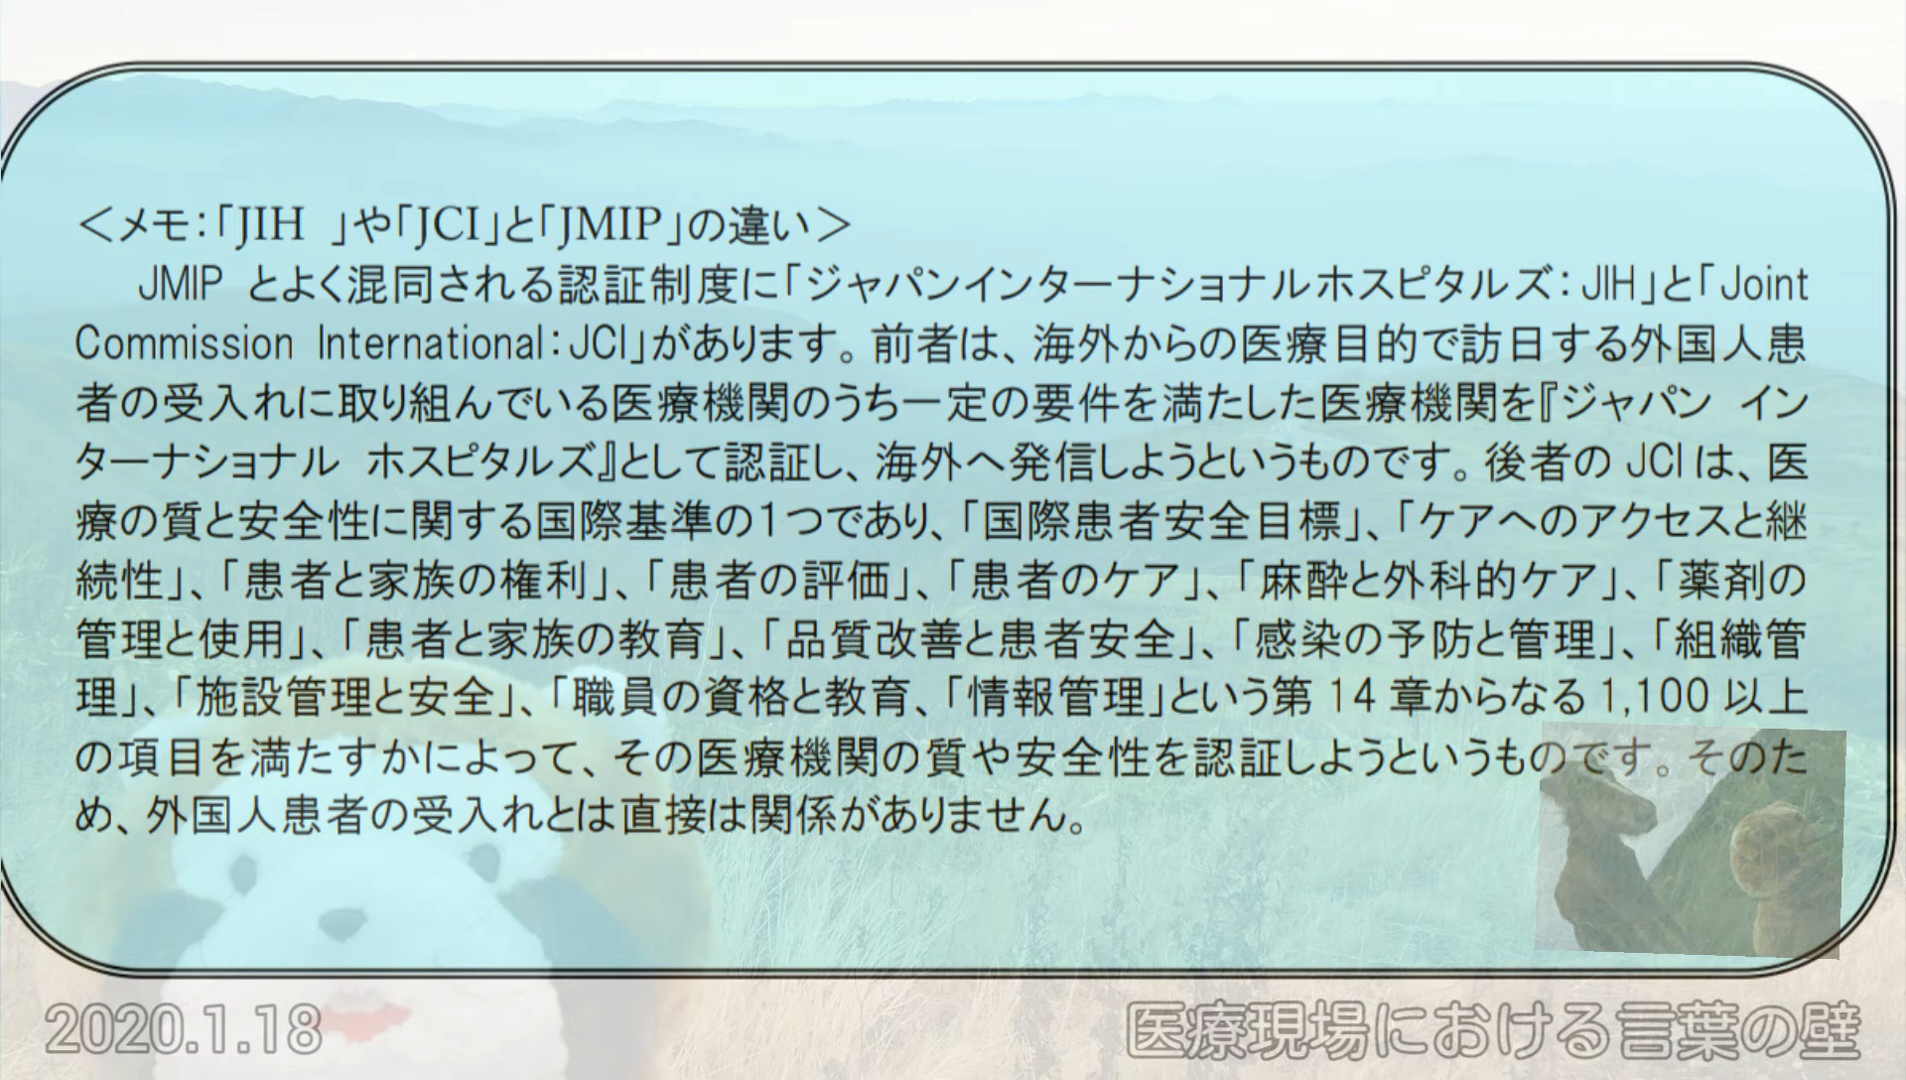 ＜メモ：「JIH 」や「JCI」と「JMIP」の違い＞
JMIP とよく混同される認証制度に「ジャパンインターナショナルホスピタルズ：JIH」と「Joint
Commission International：JCI」があります。前者は、海外からの医療目的で訪日する外国人患
者の受入れに取り組んでいる医療機関のうち一定の要件を満たした医療機関を『ジャパン イン
ターナショナル ホスピタルズ』として認証し、海外へ発信しようというものです。後者の JCI は、医
療の質と安全性に関する国際基準の1つであり、「国際患者安全目標」、「ケアへのアクセスと継
続性」、「患者と家族の権利」、「患者の評価」、「患者のケア」、「麻酔と外科的ケア」、「薬剤の
管理と使用」、「患者と家族の教育」、「品質改善と患者安全」、「感染の予防と管理」、「組織管
理」、「施設管理と安全」、「職員の資格と教育、「情報管理」という第 14 章からなる 1,100 以上
の項目を満たすかによって、その医療機関の質や安全性を認証しようというものです。そのた
め、外国人患者の受入れとは直接は関係がありません。
2020.1.18
医療現場における言葉の壁